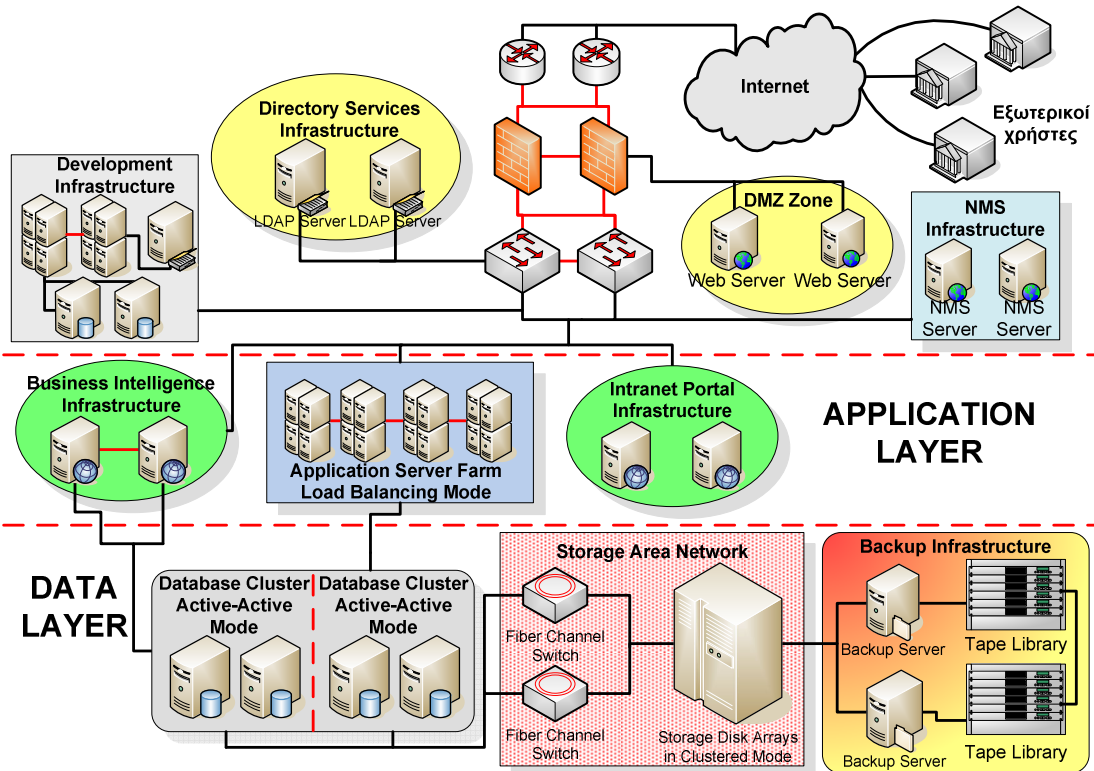 Internet
Εξωτερικοί
χρήστες
Directory Services
Infrastructure
LDAP Server
LDAP Server
Development
Infrastructure
DMZ Zone
Web Server
Web Server
NMS
Infrastructure
NMS
Server
NMS
Server
Business Intelligence
Infrastructure
Application Server Farm
Load Balancing Mode
Intranet Portal
Infrastructure
APPLICATION
LAYER
DATA
LAYER
Database Cluster
Active-Active
Mode
Database Cluster
Active-Active
Mode
Storage Area Network
Fiber Channel
Switch
Fiber Channel
Switch
Storage Disk Arrays
in Clustered Mode
Backup Infrastructure
Backup Server
Tape Library
Backup Server
Tape Library